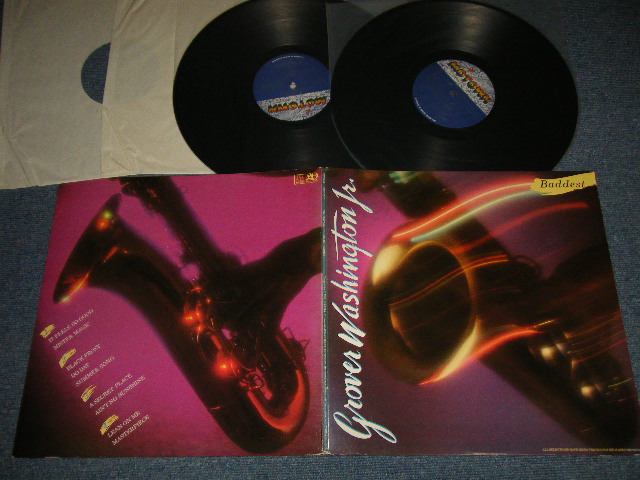 MOTOWN
MOTOWN
Baddest
Grover Washington Jr.
IT FEELS SO GOOD
MISTER MAGIC
BLACK FROST
DO DAT
SUMMER SONG
A SECRET PLACE
AIN'T NO SUNSHINE
LEAN ON ME
MASTERPIECE